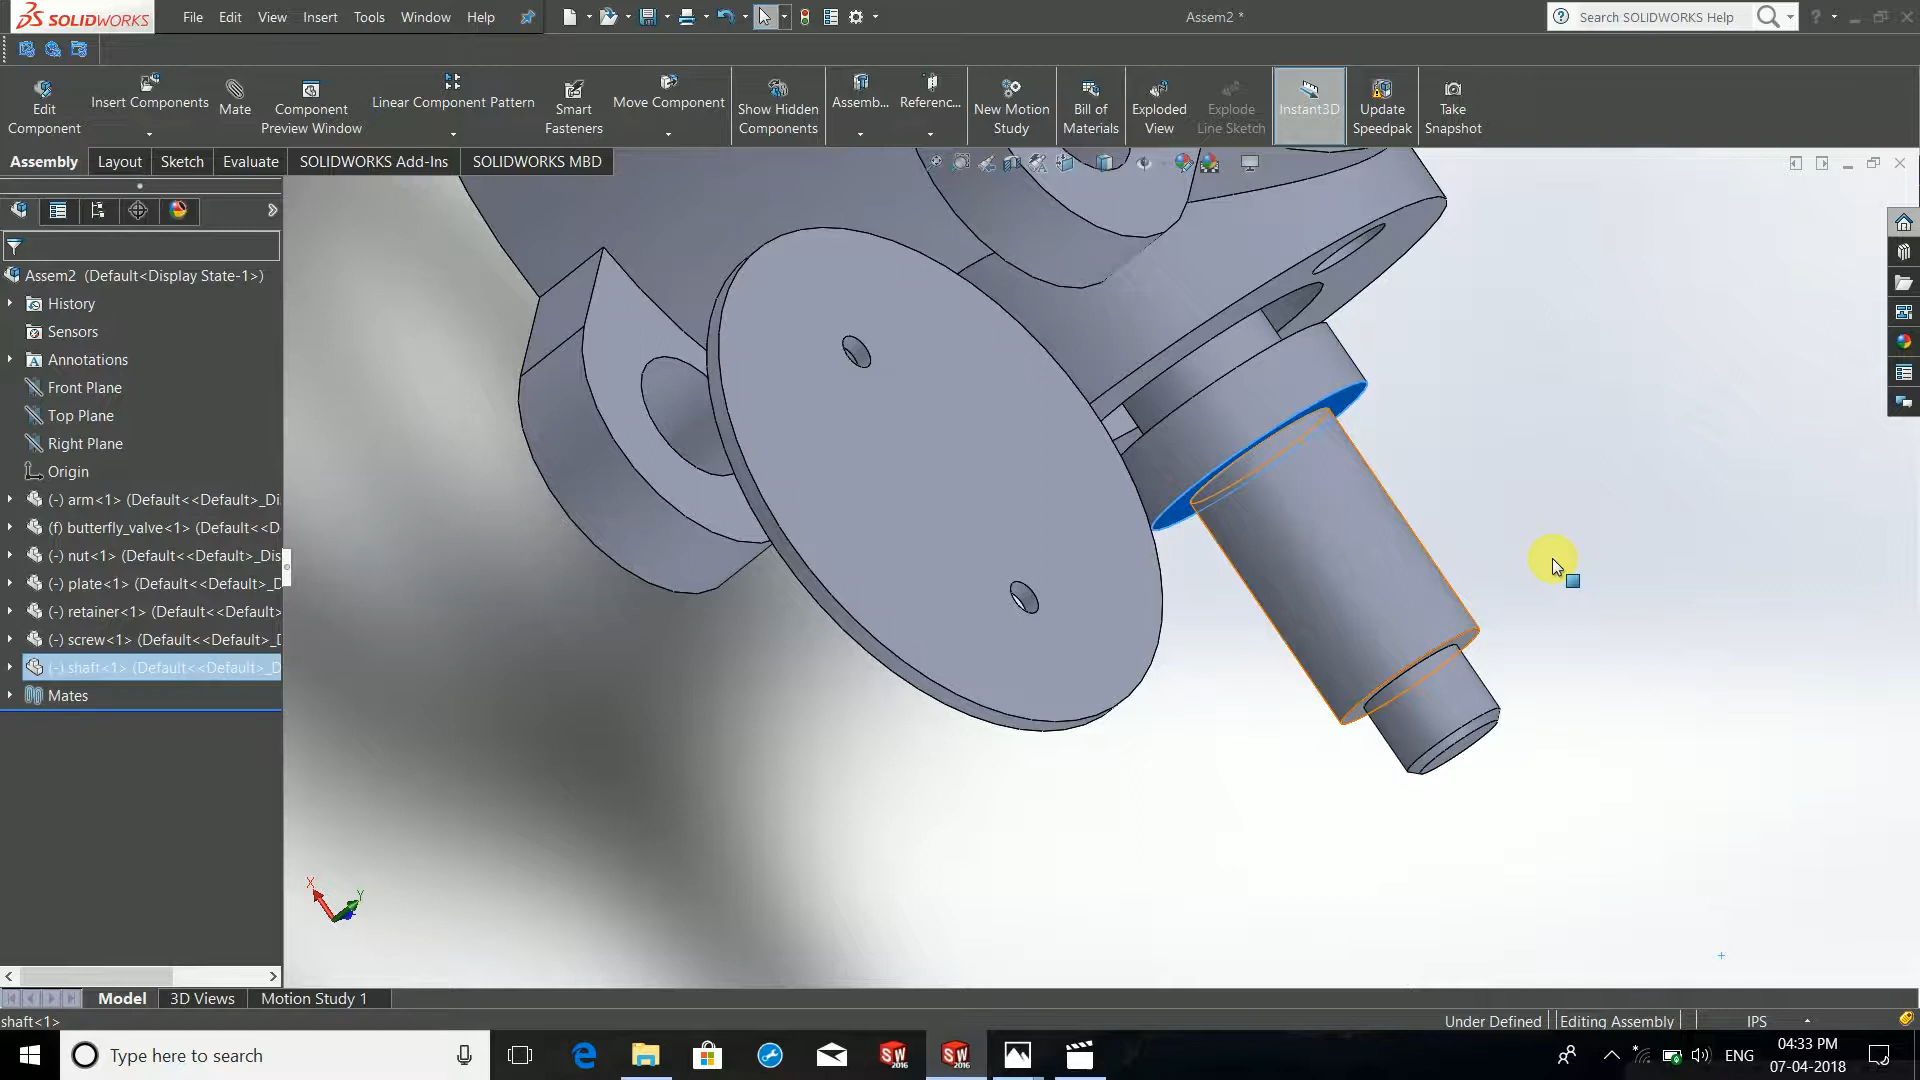 SOLIDWORKS File Edit View Insert Tools Window Help Assem2 * Search SOLIDWORKS Help ?
Edit Component
Insert Components
Mate
Component Preview Window
Linear Component Pattern
Smart Fasteners
Move Component
Show Hidden Components
Assemb...
Referenc...
New Motion Study
Bill of Materials
Exploded View
Explode Line Sketch
Instant3D
Update Speedpak
Take Snapshot
Assembly Layout Sketch Evaluate SOLIDWORKS Add-Ins SOLIDWORKS MBD
Assem2 (Default<Display State-1>)
History
Sensors
A Annotations
Front Plane
Top Plane
Right Plane
Origin
(-) arm<1> (Default<<Default>_Di
(f) butterfly_valve<1> (Default<<D
(-) nut<1> (Default<<Default>_Dis
(-) plate<1> (Default<<Default>_D
(-) retainer<1> (Default<<Default>
(-) screw<1> (Default<<Default>_D
(-) shaft<1> (Default<<Default>_D
Mates
X Y
Model 3D Views Motion Study 1
shaft<1> Under Defined Editing Assembly IPS
Type here to search SW 2016 SW 2016 ENG 04:33 PM
07-04-2018